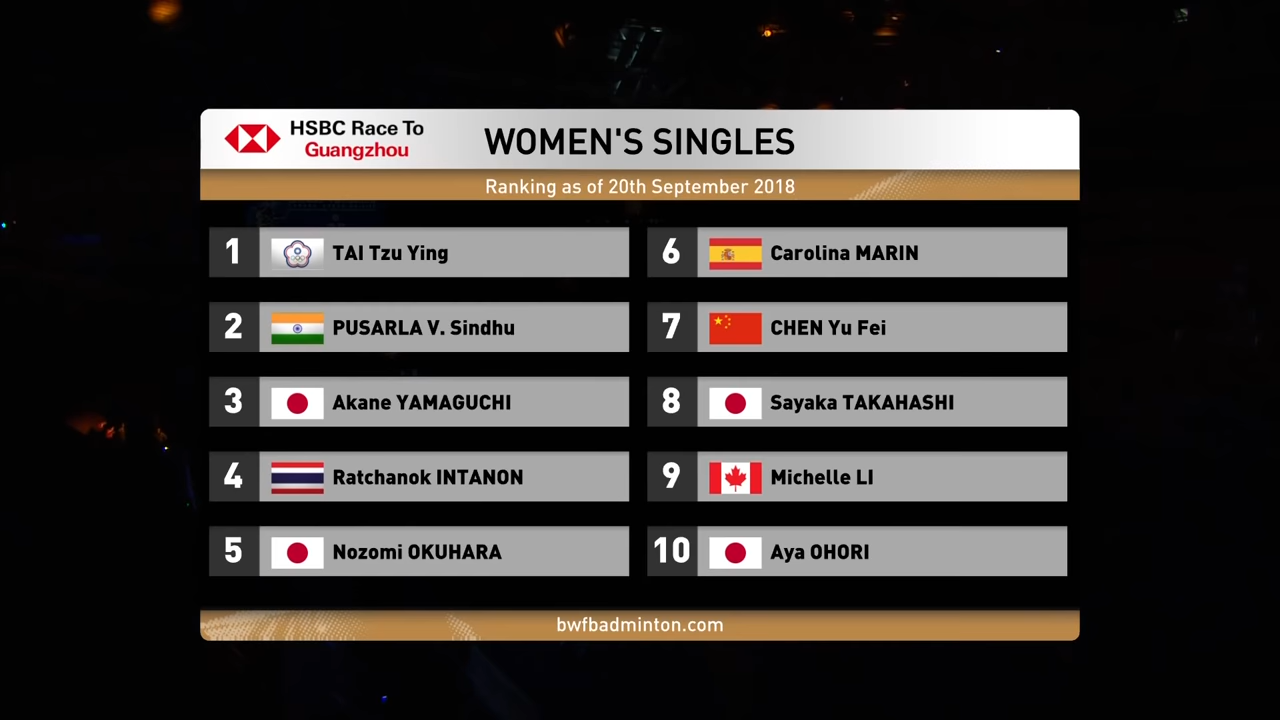 HSBC Race To
Guangzhou
WOMEN'S SINGLES
Ranking as of 20th September 2018
1 TAI Tzu Ying
2 PUSARLA V. Sindhu
3 Akane YAMAGUCHI
4 Ratchanok INTANON
5 Nozomi OKUHARA
6 Carolina MARIN
7 CHEN Yu Fei
8 Sayaka TAKAHASHI
9 Michelle LI
10 Aya OHORI
bwfbadminton.com